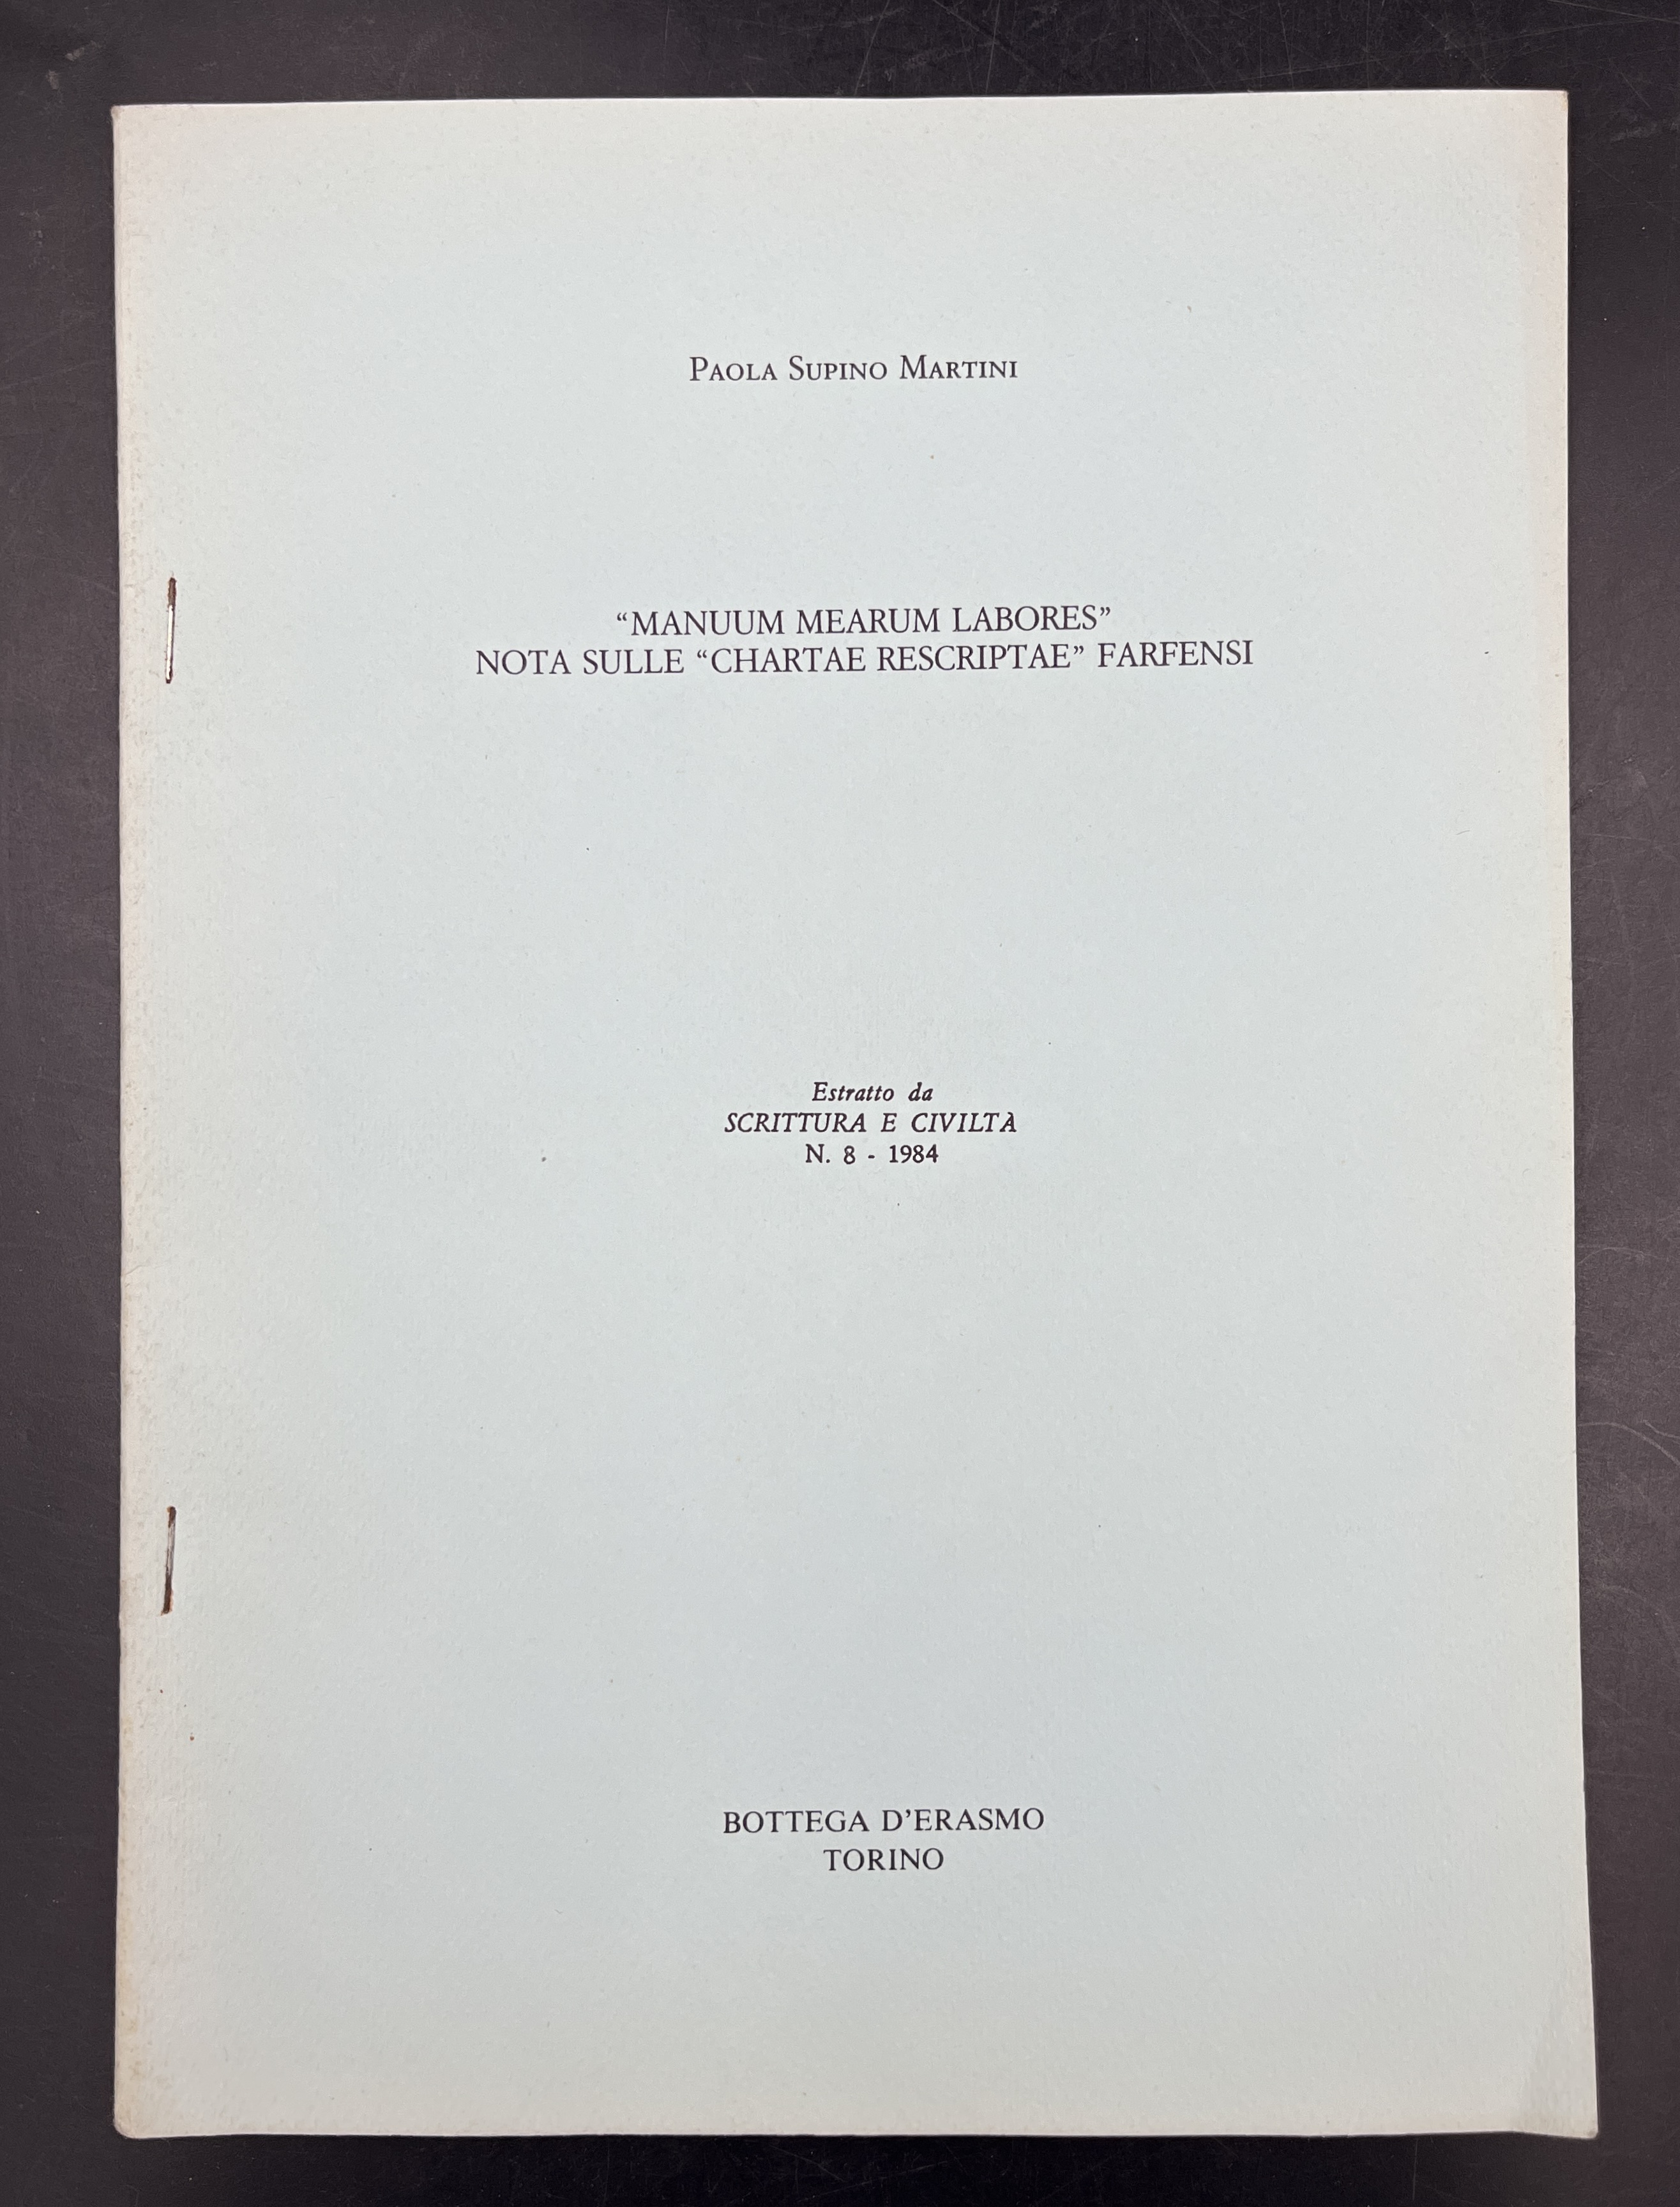 Paola Supino Martini
“MANUUM MEARUM LABORES”
NOTA SULLE “CHARTAE RESCRIPTAE” FARFENSI
Estratto da
SCRITTURA E CIVILTÀ
N. 8 - 1984
BOTTEGA D’ERASMO
TORINO